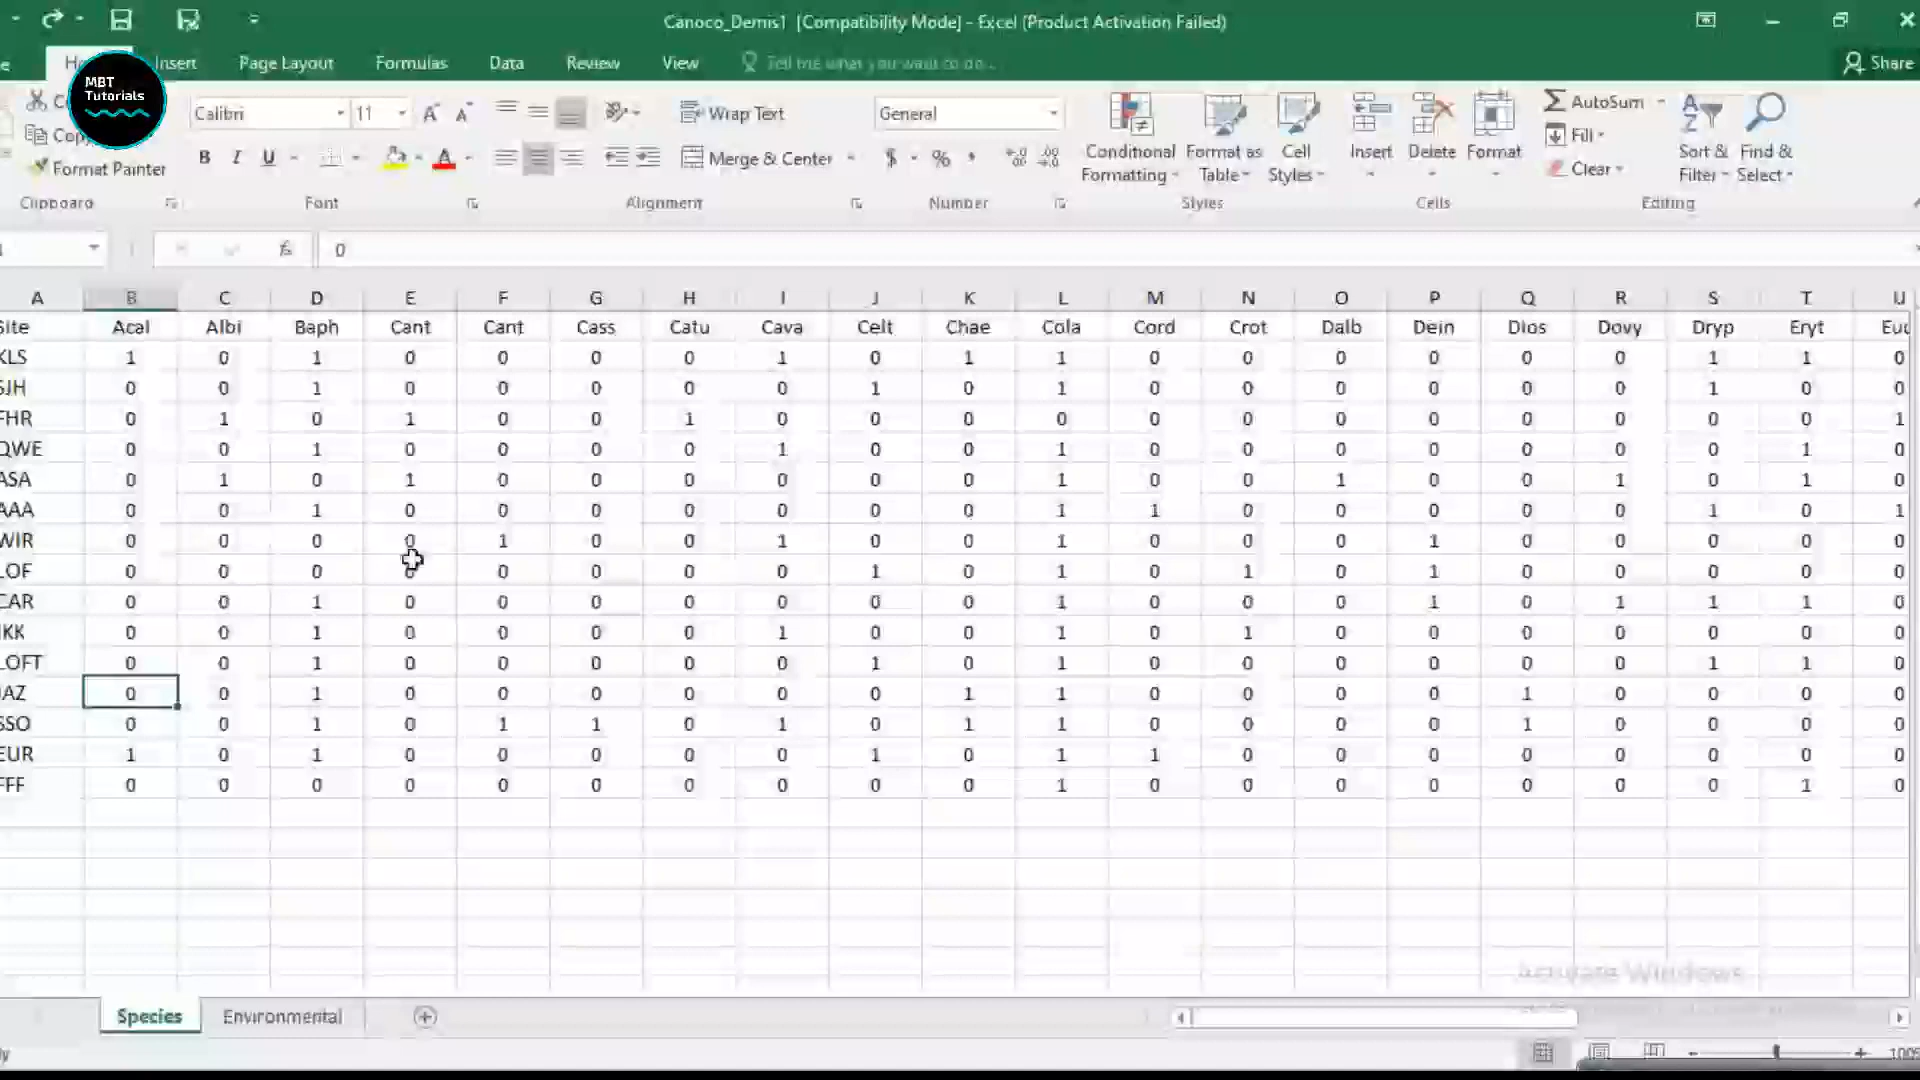 Canoco_Demis1 [Compatibility Mode] - Excel (Product Activation Failed)
Insert Page Layout Formulas Data Review View Tell me what you want to do... Share
MBT
Tutorials
Calibri 11 Wrap Text General AutoSum
Fill
Format Painter B I U Merge & Center $ % Conditional Formatting Format as Table Cell Styles Insert Delete Format Clear Sort & Filter Find & Select
Clipboard Font Alignment Number Styles Cells Editing
fx 0
A B C D E F G H I J K L M N O P Q R S T U
Acal Albi Baph Cant Cant Cass Catu Cava Celt Chae Cola Cord Crot Dalb Dein Dios Dovy Dryp Eryt
KLS 1 0 1 0 0 0 0 1 0 1 1 0 0 0 0 0 0 1 1 0
SJH 0 0 1 0 0 0 0 0 1 0 1 0 0 0 0 0 0 1 0 0
FHR 0 1 0 1 0 0 1 0 0 0 0 0 0 0 0 0 0 0 0 1
QWE 0 0 1 0 0 0 0 1 0 0 1 0 0 0 0 0 0 0 1 0
ASA 0 1 0 1 0 0 0 0 0 0 1 0 0 1 0 0 1 0 1 0
AAA 0 0 1 0 0 0 0 0 0 0 1 1 0 0 0 0 0 1 0 1
WIR 0 0 0 0 1 0 0 1 0 0 1 0 0 0 1 0 0 0 0 0
LOF 0 0 0 0 0 0 0 0 1 0 1 0 1 0 1 0 0 0 0 0
CAR 0 0 1 0 0 0 0 0 0 0 1 0 0 0 1 0 1 1 1 0
KK 0 0 1 0 0 0 0 1 0 0 1 0 1 0 0 0 0 0 0 0
LOFT 0 0 1 0 0 0 0 0 1 0 1 0 0 0 0 0 0 1 1 0
AZ 0 0 1 0 0 0 0 0 0 1 1 0 0 0 0 1 0 0 0 0
SSO 0 0 1 0 1 1 0 1 0 1 1 0 0 0 0 1 0 0 0 0
EUR 1 0 1 0 0 0 0 0 1 0 1 1 0 0 0 0 0 0 0 0
FFF 0 0 0 0 0 0 0 0 0 0 1 0 0 0 0 0 0 0 1 0
Activate Windows
Species Environmental